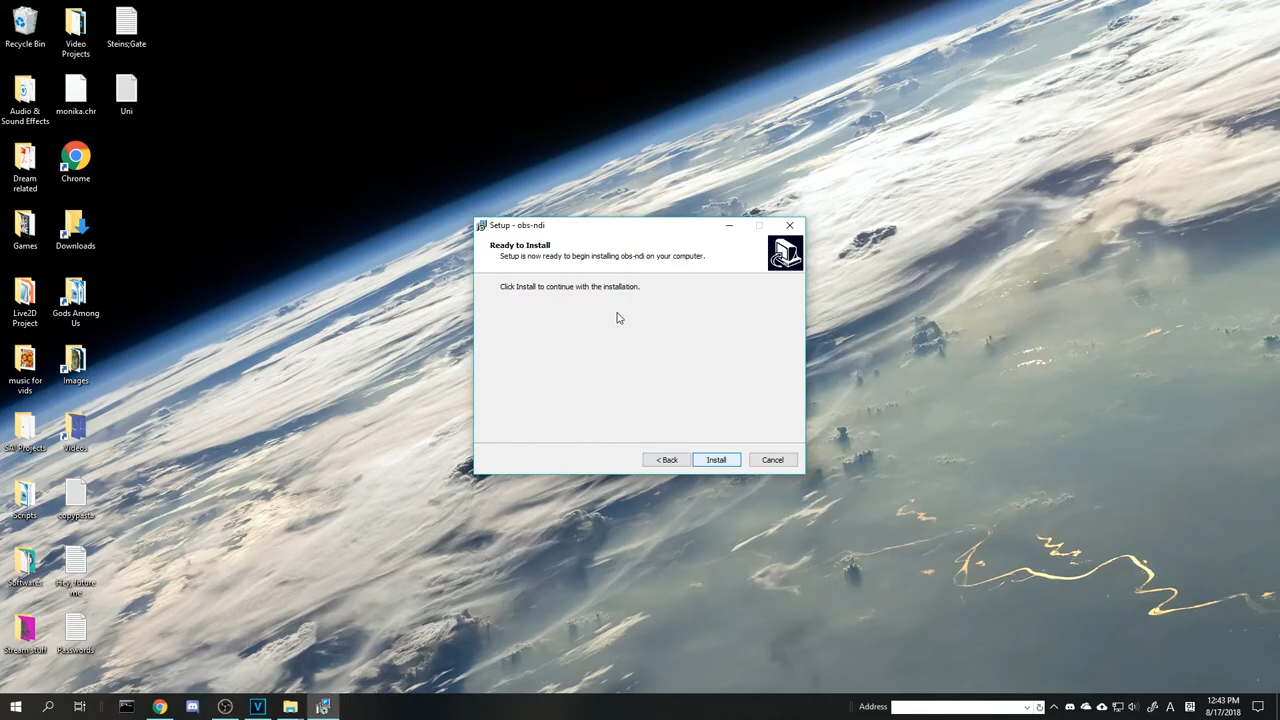 Recycle Bin
Video
Projects
Steins;Gate
Audio &
Sound Effects
monika.chr
Uni
Dream
related
Chrome
Games
Downloads
Live2D
Project
Gods Among
Us
music for
vids
Images
SAI Projects
Videos
Scripts
copypaste
Softwares
Hey, future
me
Stream stuff
Passwords
Setup - obs-ndi
Ready to Install
Setup is now ready to begin installing obs-ndi on your computer.
Click Install to continue with the installation.
< Back
Install
Cancel
Address
12:43 PM
8/17/2018